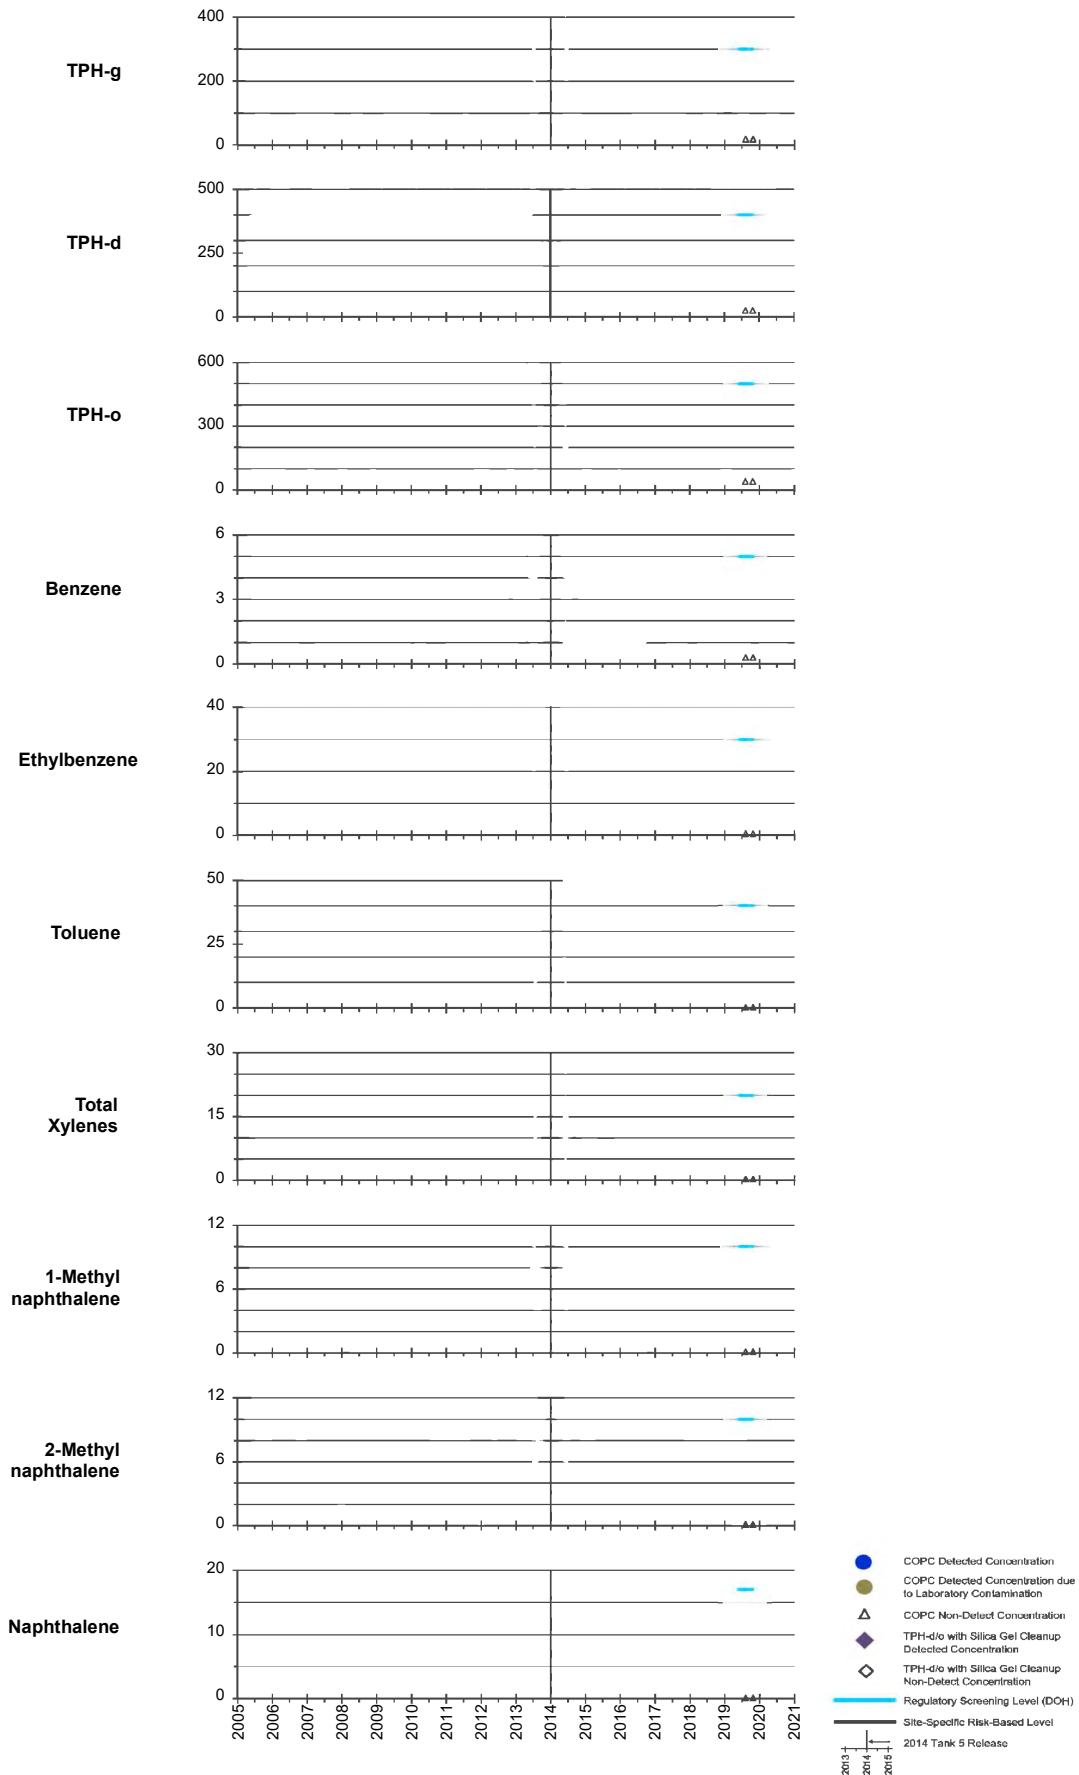 400
TPH-g
200
0
500
TPH-d
250
0
600
TPH-o
300
0
6
Benzene
3
0
40
Ethylbenzene
20
0
50
Toluene
25
0
30
Total
Xylenes
15
0
12
1-Methyl
naphthalene
6
0
12
2-Methyl
naphthalene
6
0
20
Naphthalene
10
0
2005 2006 2007 2008 2009 2010 2011 2012 2013 2014 2015 2016 2017 2018 2019 2020 2021
COPC Detected Concentration
COPC Detected Concentration due
to Laboratory Contamination
COPC Non-Detect Concentration
TPH-d/o with Silica Gel Cleanup
Detected Concentration
TPH-d/o with Silica Gel Cleanup
Non-Detect Concentration
Regulatory Screening Level (DOH)
Site-Specific Risk-Based Level
2014 Tank 5 Release
2013 2014 2015